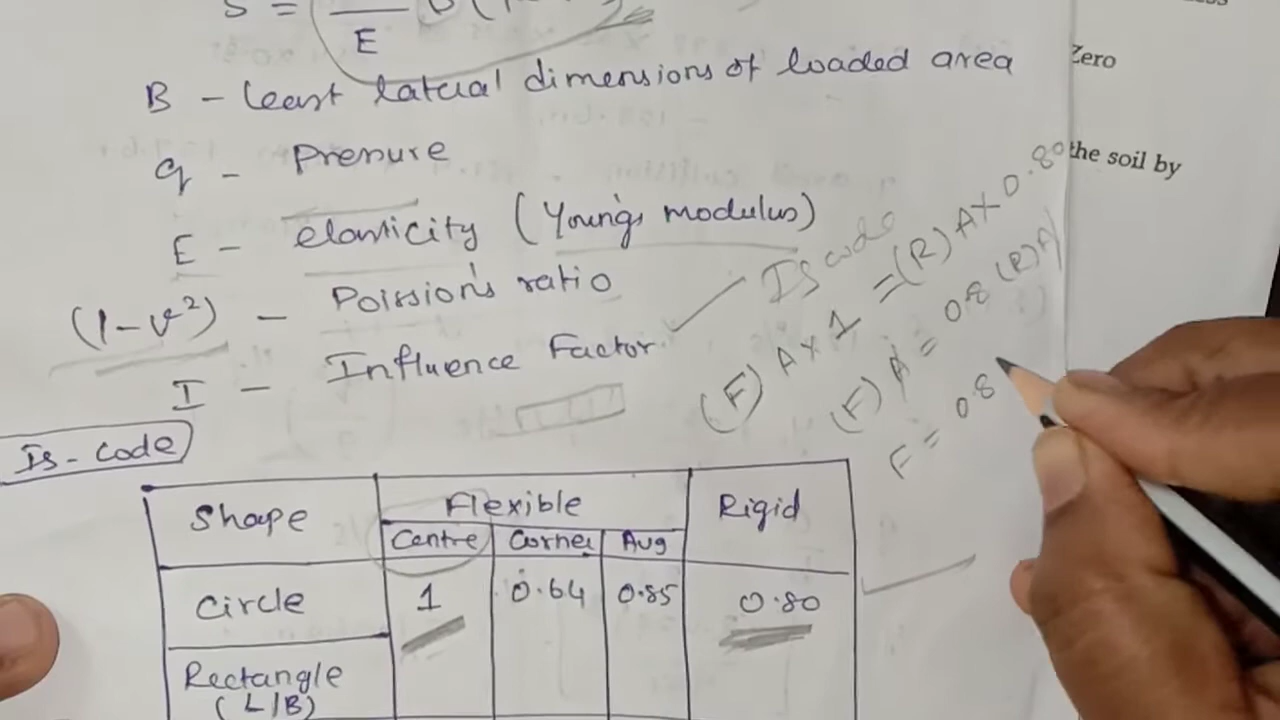 S = B (1
E
B - Least lateral dimensions of loaded area
q - Pressure
E - elasticity (Young's modulus)
(1-v²) - Poission's ratio
I - Influence Factor
Is code
(F) A x 1 = (R) A x 0.80
(F) A = 0.8 (R) A
F = 0.8
Is-code
Shape Flexible Rigid
Centre Corner Avg
Circle 1 0.64 0.85 0.80
Rectangle
(L/B)
Zero
the soil by